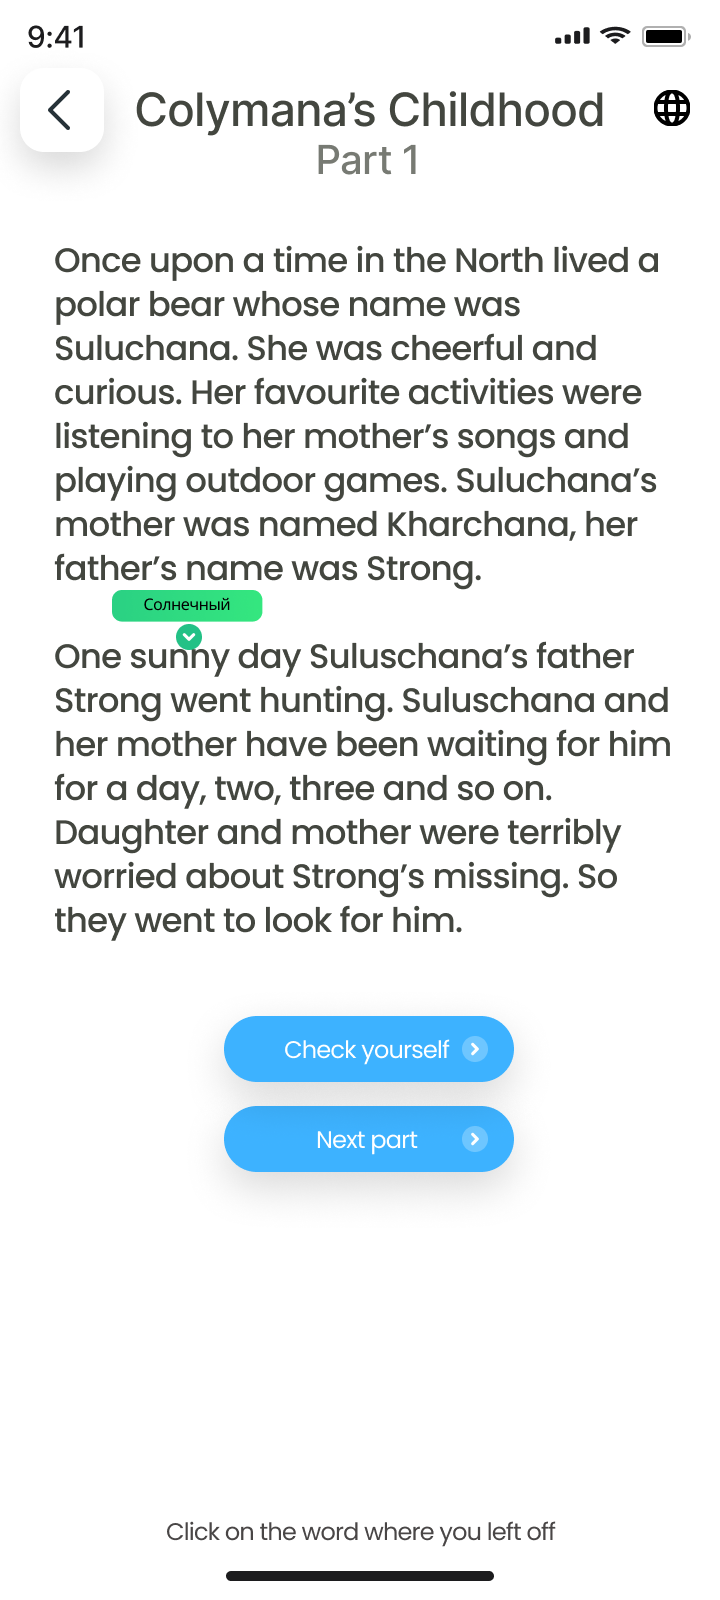 9:41
Colymana’s Childhood
Part 1
Once upon a time in the North lived a
polar bear whose name was
Suluchana. She was cheerful and
curious. Her favourite activities were
listening to her mother’s songs and
playing outdoor games. Suluchana’s
mother was named Kharchana, her
father’s name was Strong.
Солнечный
One sunny day Suluschana’s father
Strong went hunting. Suluschana and
her mother have been waiting for him
for a day, two, three and so on.
Daughter and mother were terribly
worried about Strong’s missing. So
they went to look for him.
Check yourself
Next part
Click on the word where you left off